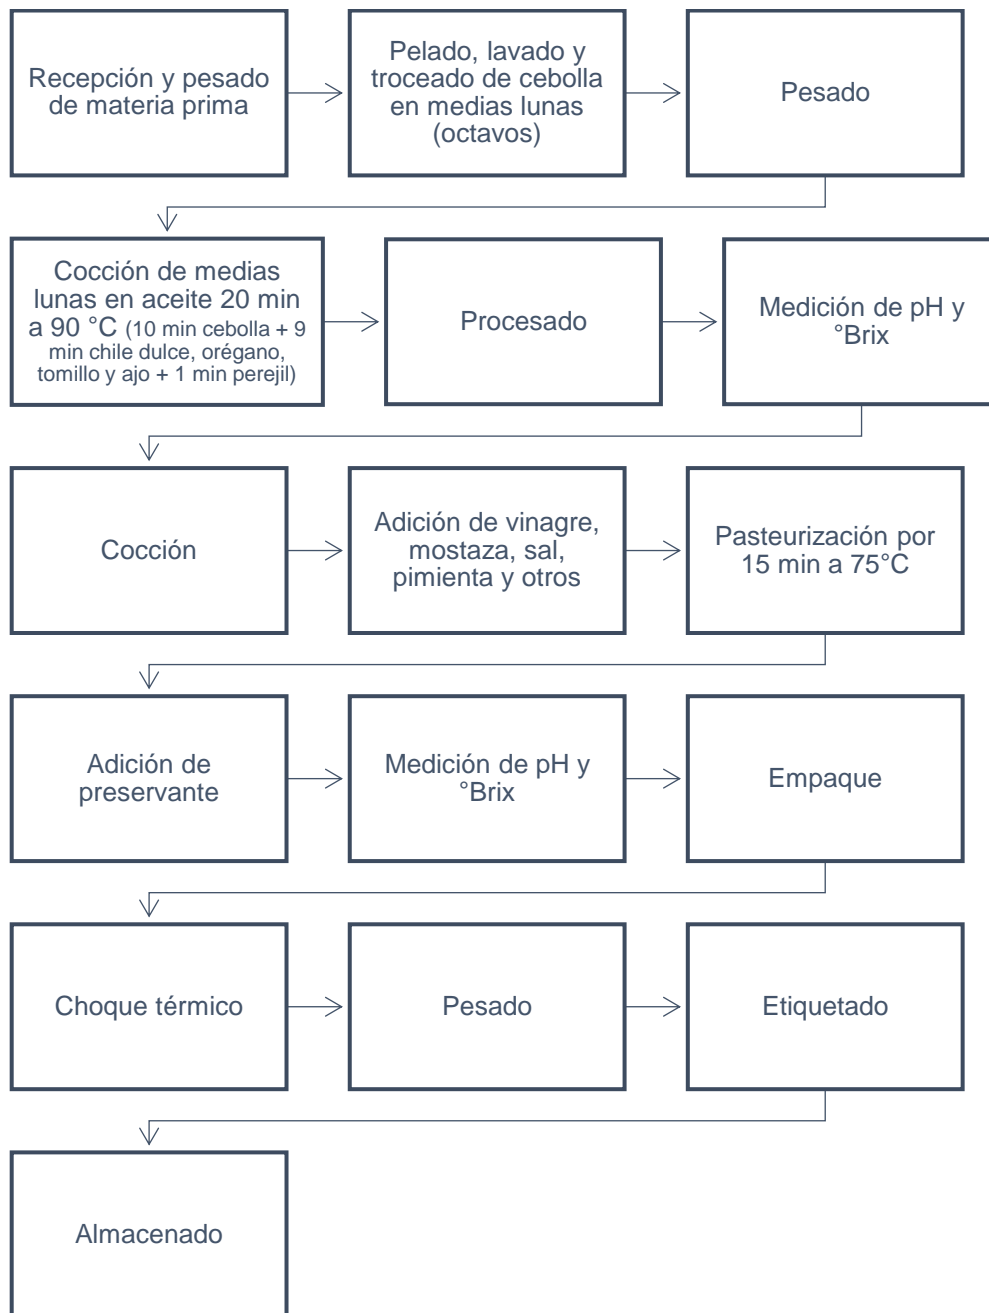 Recepción y pesado
de materia prima
Pelado, lavado y
troceado de cebolla
en medias lunas
(octavos)
Pesado
Cocción de medias
lunas en aceite 20 min
a 90 °C (10 min cebolla + 9
min chile dulce, orégano,
tomillo y ajo + 1 min perejil)
Procesado
Medición de pH y
°Brix
Cocción
Adición de vinagre,
mostaza, sal,
pimienta y otros
Pasteurización por
15 min a 75°C
Adición de
preservante
Medición de pH y
°Brix
Empaque
Choque térmico
Pesado
Etiquetado
Almacenado